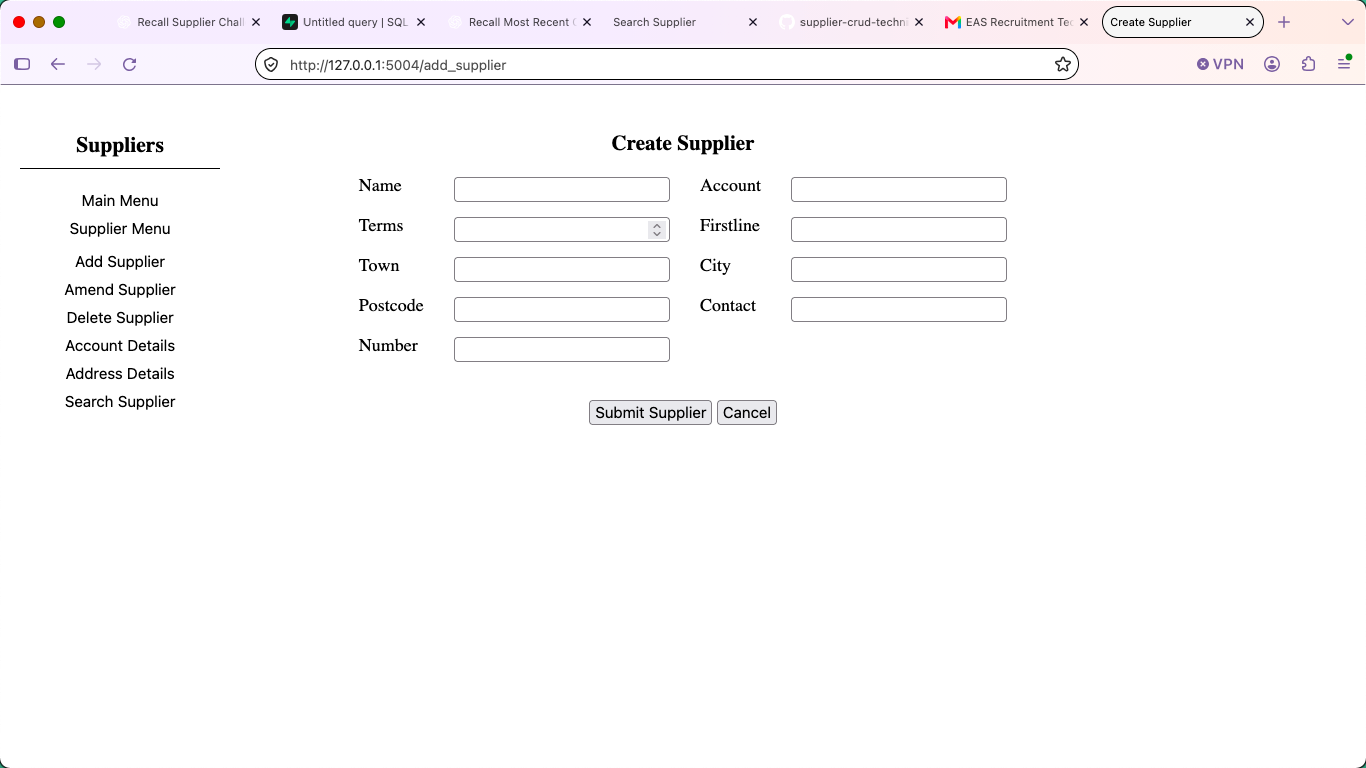 Recall Supplier Chall
Untitled query | SQL
Recall Most Recent
Search Supplier
supplier-crud-techni
EAS Recruitment Tec
Create Supplier
http://127.0.0.1:5004/add_supplier
VPN
Suppliers
Main Menu
Supplier Menu
Add Supplier
Amend Supplier
Delete Supplier
Account Details
Address Details
Search Supplier
Create Supplier
Name
Account
Terms
Firstline
Town
City
Postcode
Contact
Number
Submit Supplier
Cancel